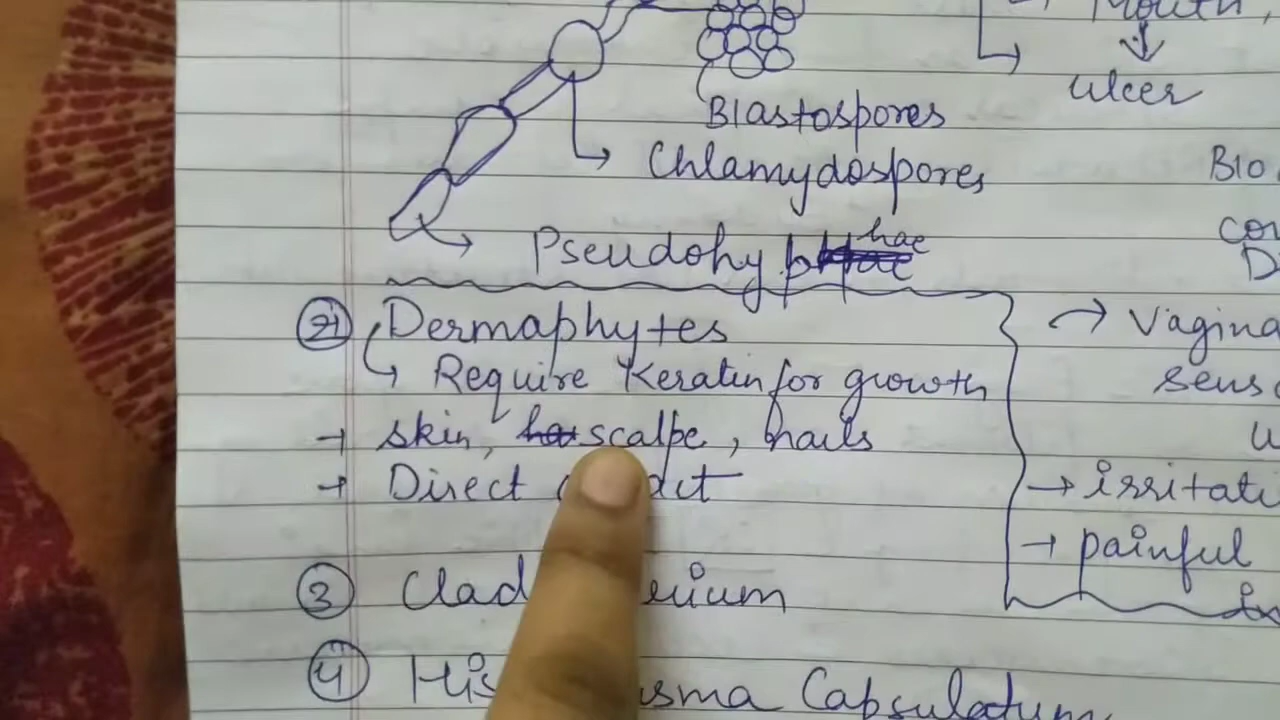 Mouth,
ulcer
Blastospores
Chlamydospores
Pseudohyphae
② Dermaphytes
↳ Require Keratin for growth
→ skin, scalpe, nails
→ Direct
③
④ Capsulatum
Bio
→ Vagina
→ irritati
→ painful